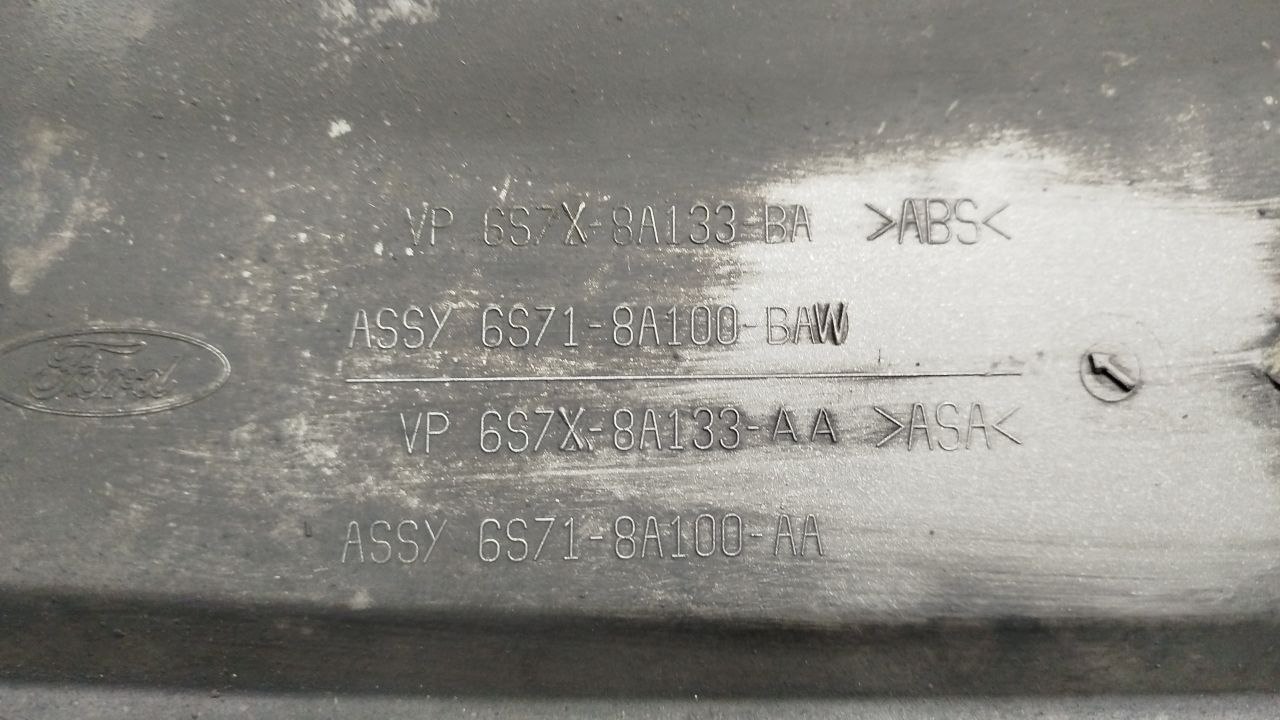 VP 6S7X-8A133-BA >ABS<
ASSY 6S71-8A100-BAW
Ford
VP 6S7X-8A133-AA >ASA<
ASSY 6S71-8A100-AA